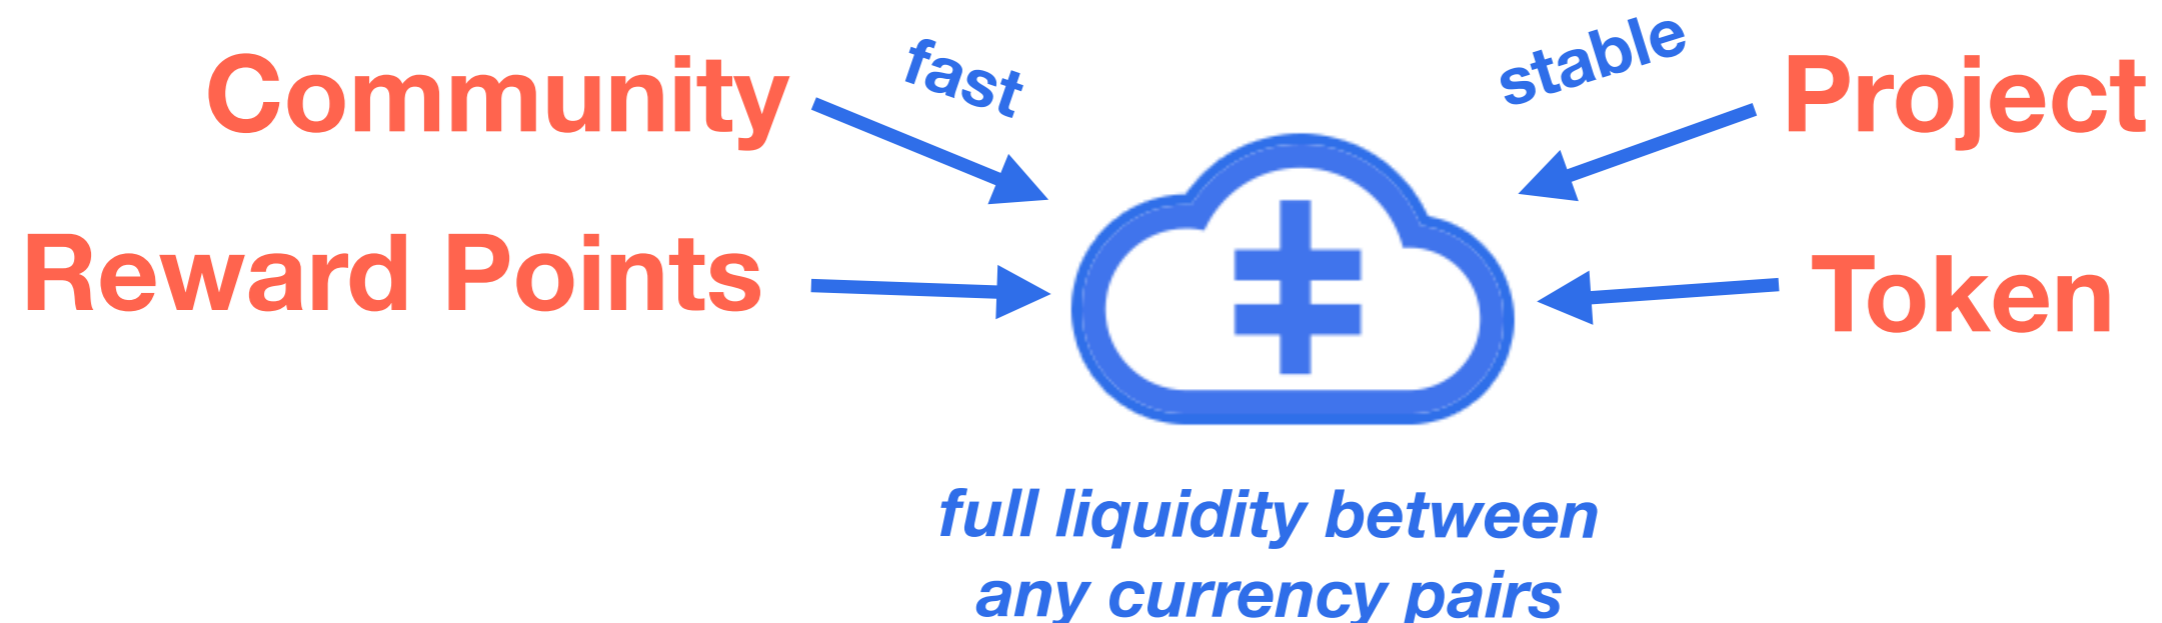 Community
fast
stable
Project
Reward Points
Token
full liquidity between
any currency pairs